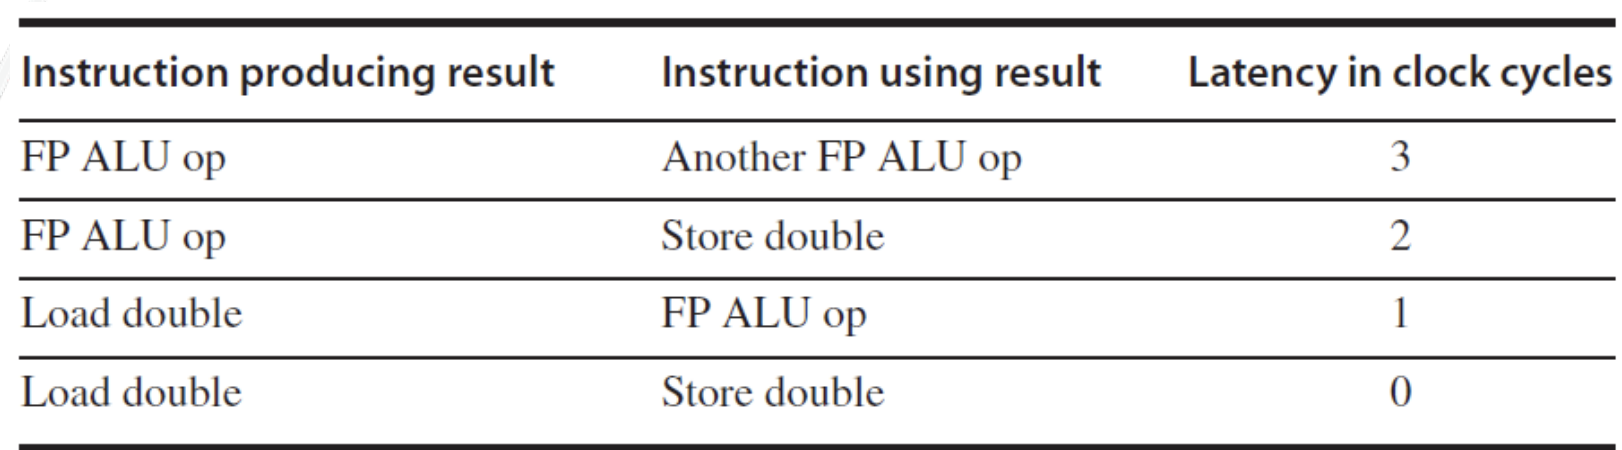 Instruction producing result Instruction using result Latency in clock cycles
FP ALU op Another FP ALU op 3
FP ALU op Store double 2
Load double FP ALU op 1
Load double Store double 0